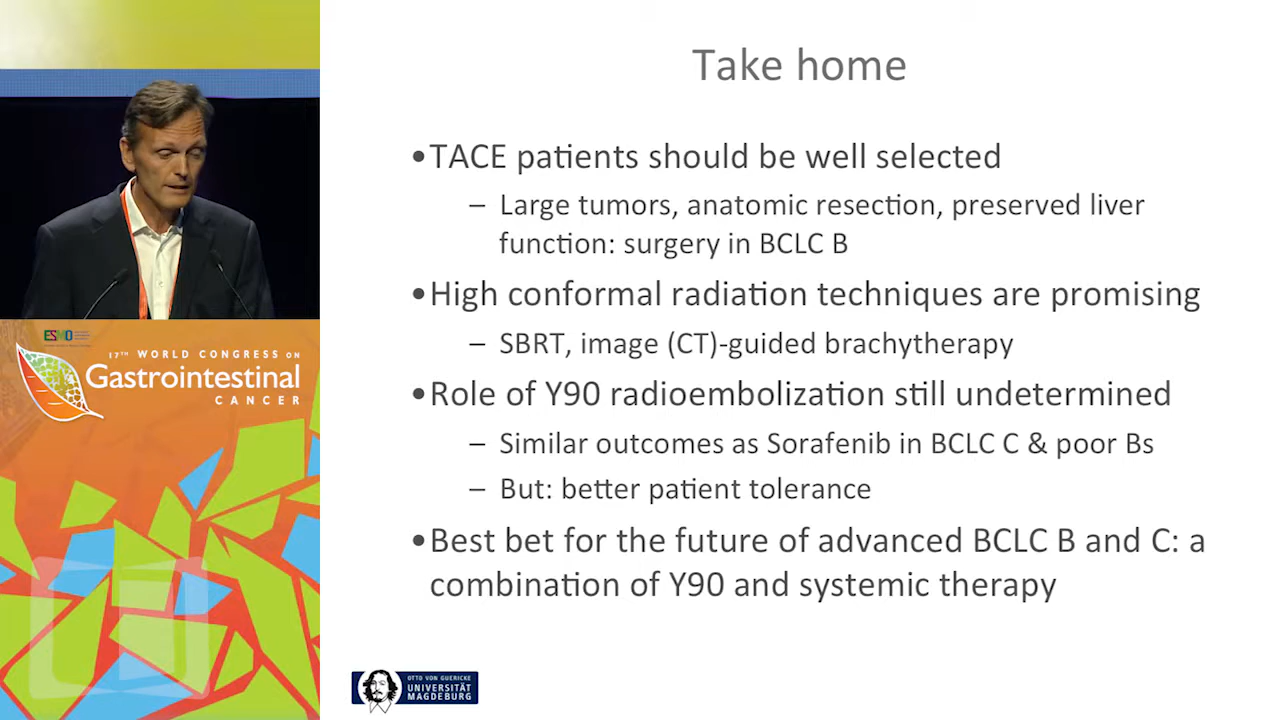 Take home
•TACE patients should be well selected
– Large tumors, anatomic resection, preserved liver
function: surgery in BCLC B
•High conformal radiation techniques are promising
– SBRT, image (CT)-guided brachytherapy
•Role of Y90 radioembolization still undetermined
– Similar outcomes as Sorafenib in BCLC C & poor Bs
– But: better patient tolerance
•Best bet for the future of advanced BCLC B and C: a
combination of Y90 and systemic therapy
ESMO
17TH WORLD CONGRESS ON
Gastrointestinal
CANCER
OTTO VON GUERICKE
UNIVERSITÄT
MAGDEBURG